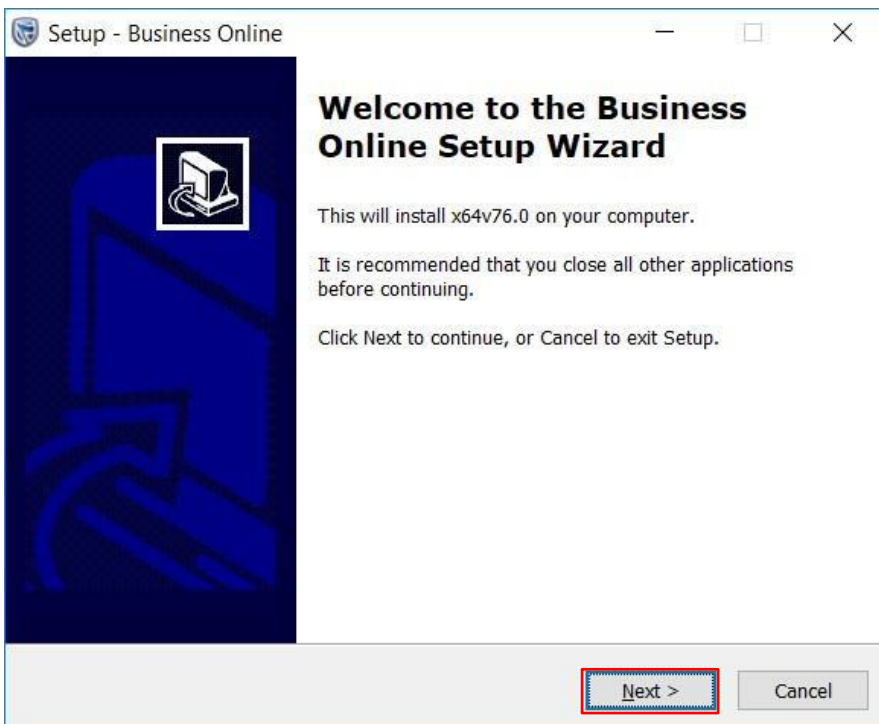 Setup - Business Online
Welcome to the Business
Online Setup Wizard
This will install x64v76.0 on your computer.
It is recommended that you close all other applications
before continuing.
Click Next to continue, or Cancel to exit Setup.
Next >
Cancel